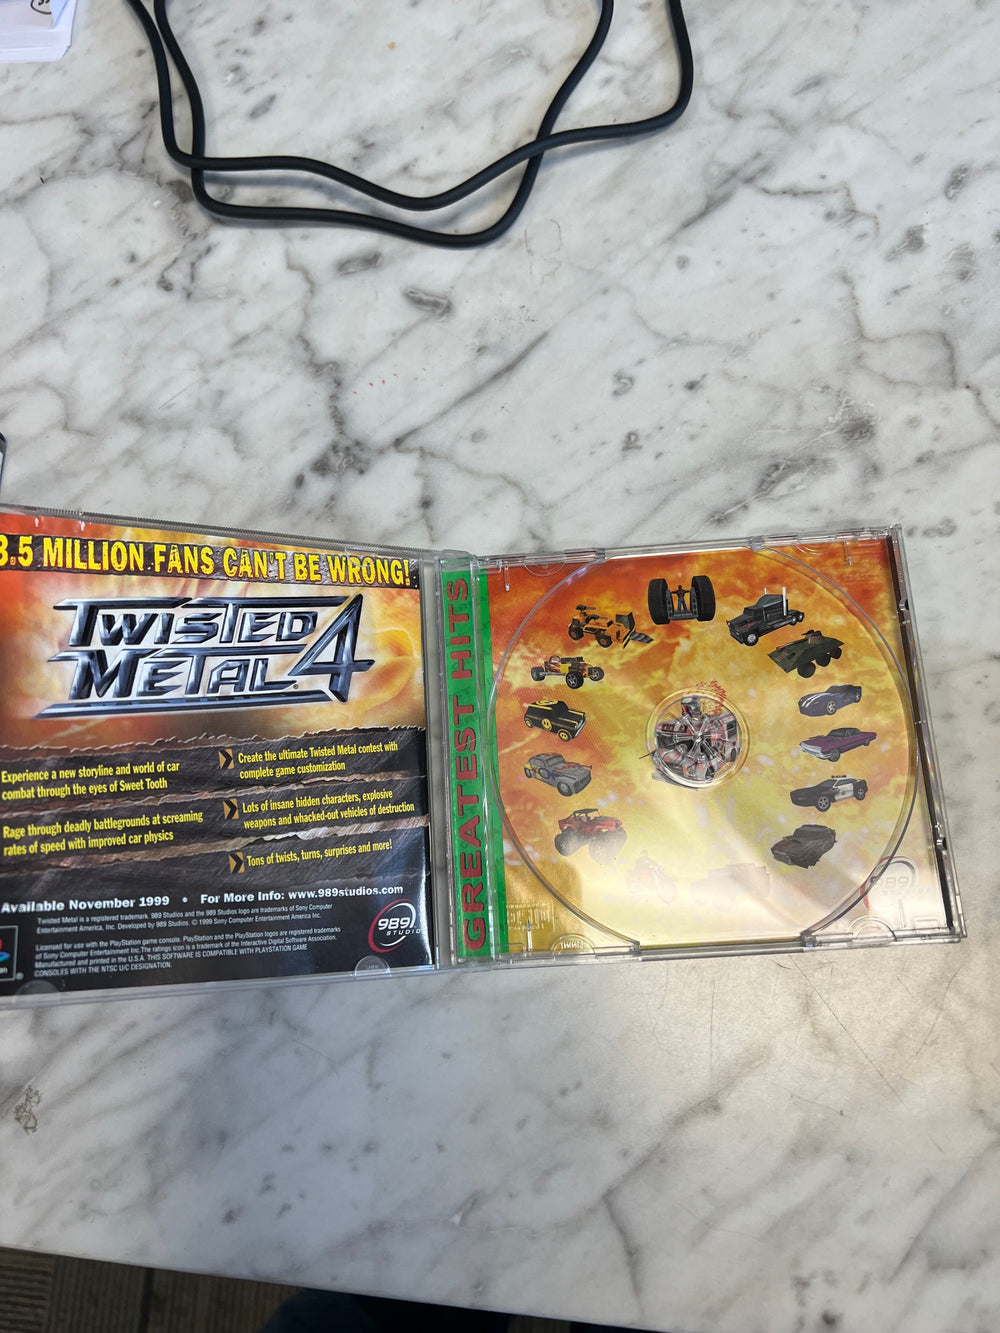 3.5 MILLION FANS CAN'T BE WRONG!
TWISTED
METAL 4
Experience a new storyline and world of car
combat through the eyes of Sweet Tooth
Rage through deadly battlegrounds at screaming
rates of speed with improved car physics
Create the ultimate Twisted Metal contest with
complete game customization
Lots of insane hidden characters, explosive
weapons and whacked-out vehicles of destruction
Tons of twists, turns, surprises and more!
Available November 1999 • For More Info: www.989studios.com
Twisted Metal is a registered trademark, 989 Studios and the 989 Studios logo are trademarks of Sony Computer
Entertainment America, Inc. Developed by 989 Studios. © 1999 Sony Computer Entertainment America Inc.
Licensed for use with the PlayStation game console. PlayStation and the PlayStation logos are registered trademarks
of Sony Computer Entertainment Inc. The ratings icon is a trademark of the Interactive Digital Software Association.
Manufactured and printed in the U.S.A. THIS SOFTWARE IS COMPATIBLE WITH PLAYSTATION GAME
CONSOLES WITH THE NTSC U/C DESIGNATION.
989
STUDIO
GREATEST HITS
989